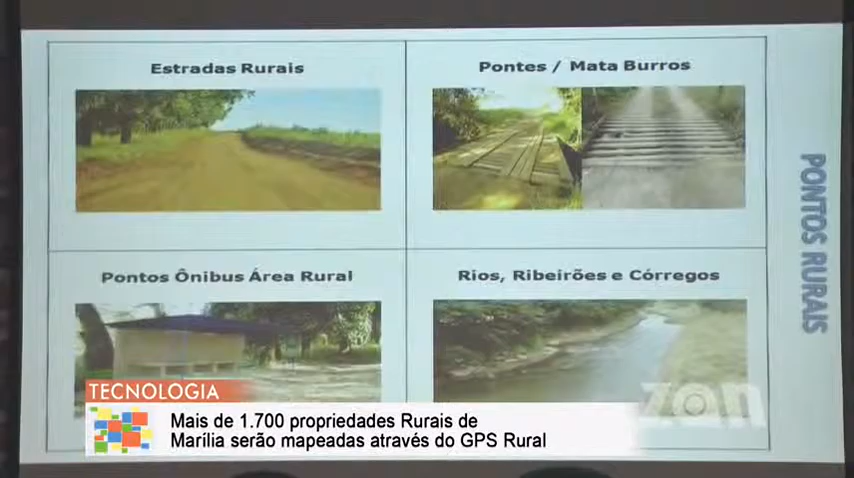 Estradas Rurais
Pontes / Mata Burros
Pontos Ônibus Área Rural
Rios, Ribeirões e Córregos
PONTOS RURAIS
TECNOLOGIA
Mais de 1.700 propriedades Rurais de
Marília serão mapeadas através do GPS Rural
zon